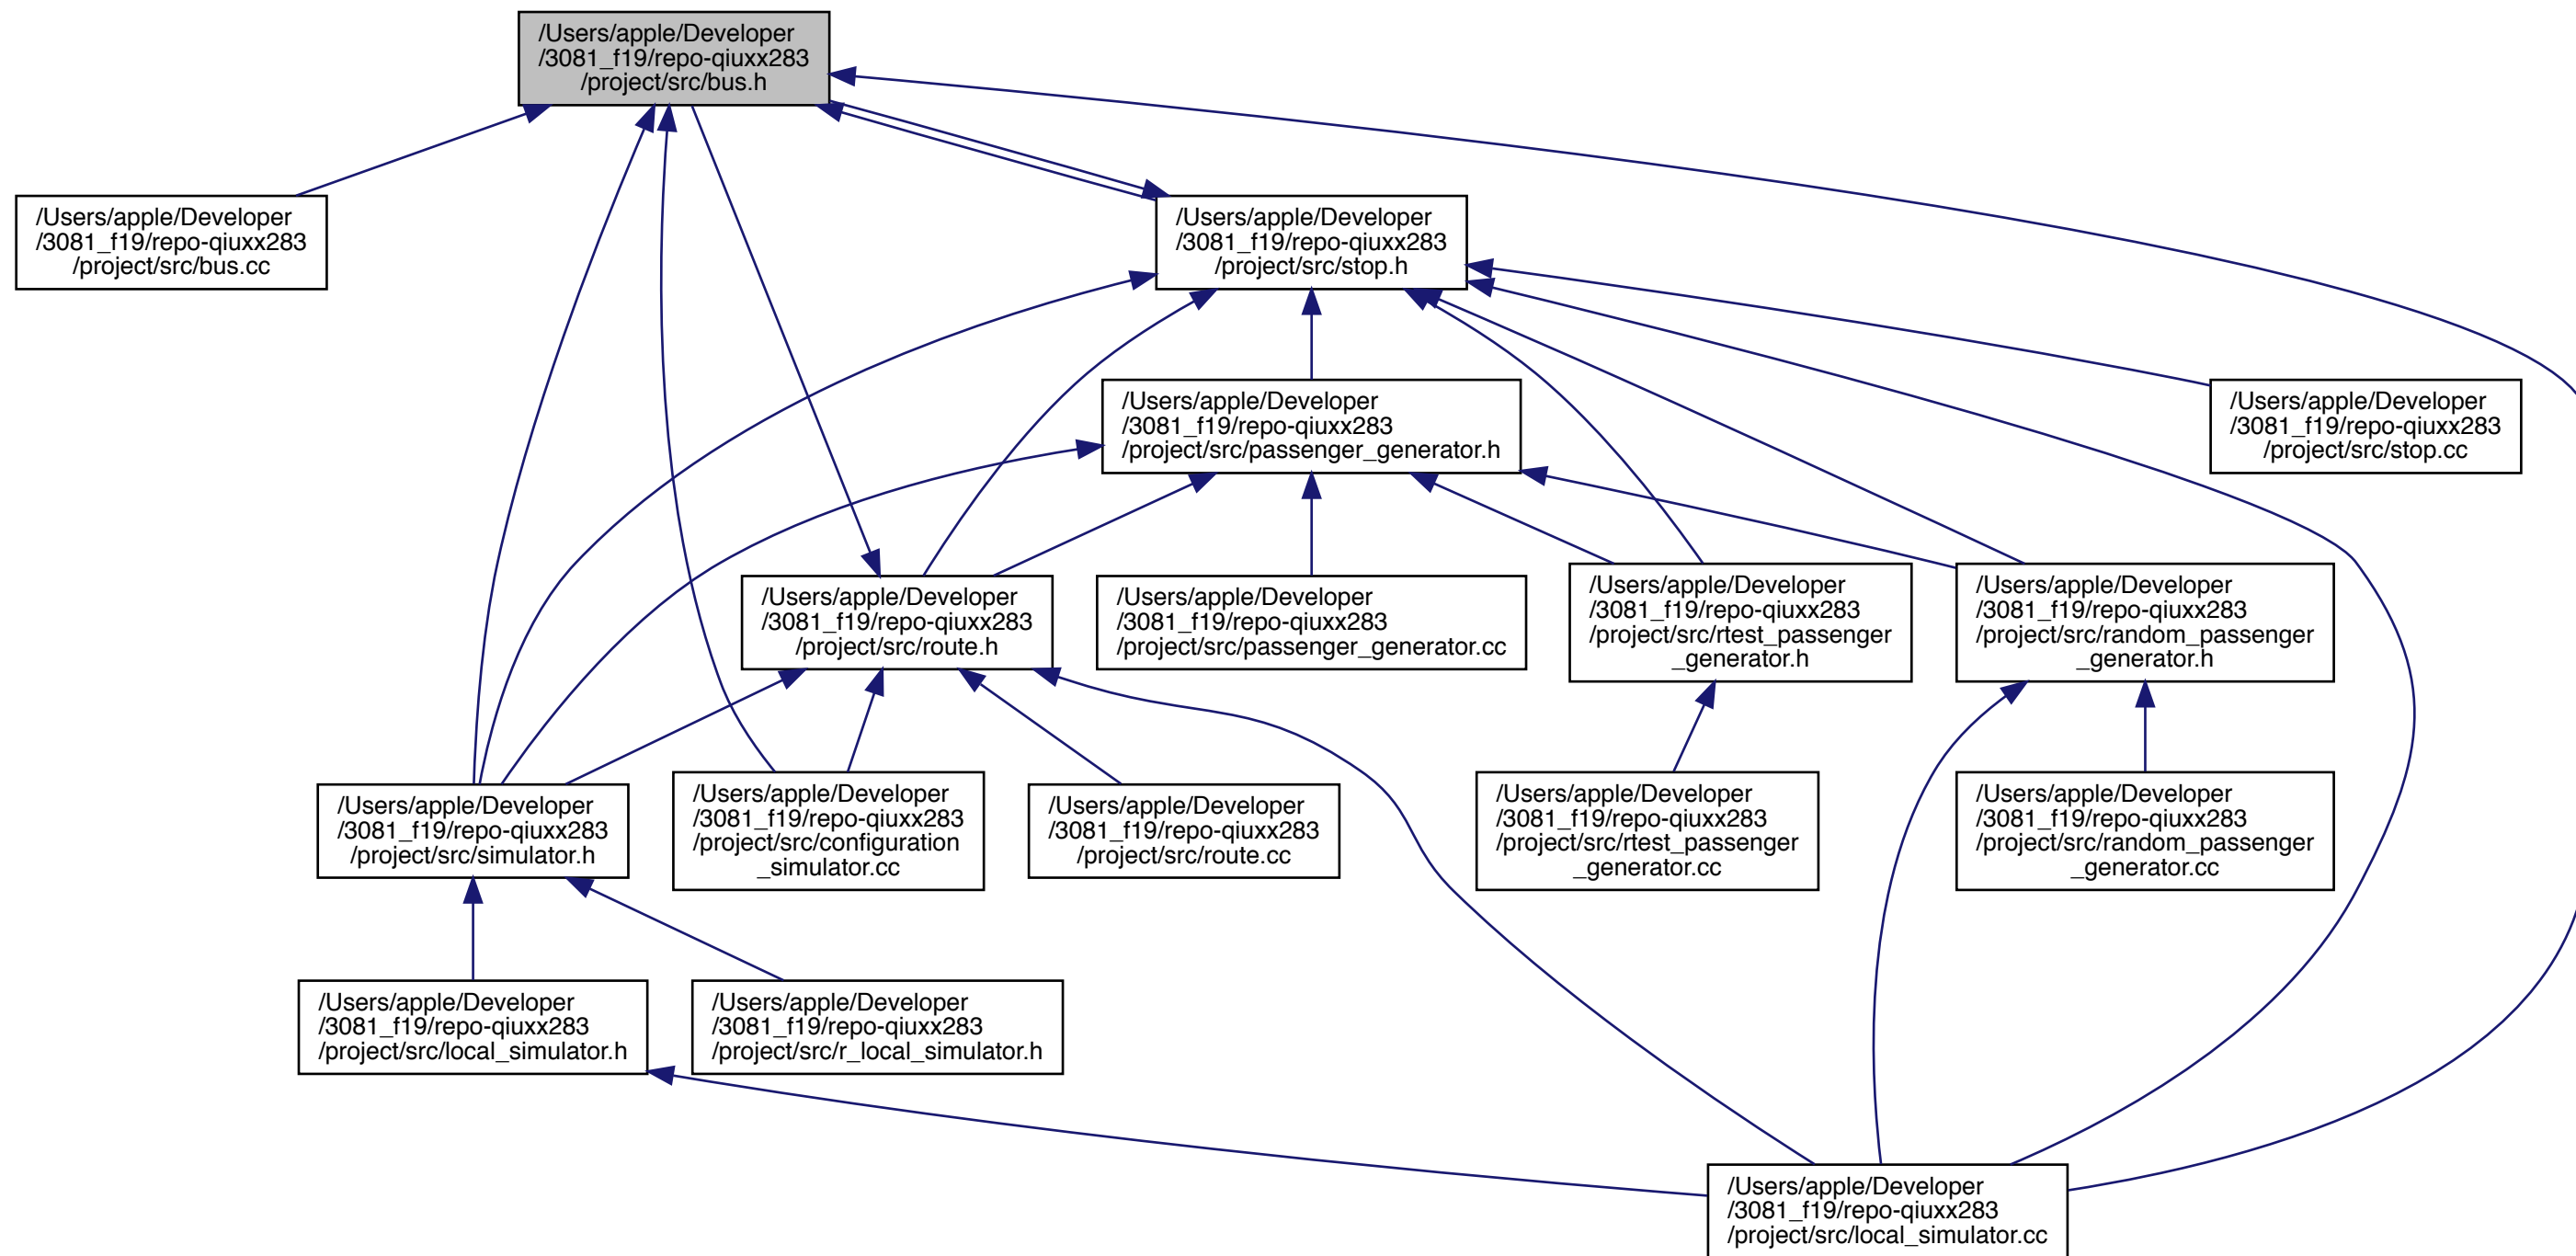 /Users/apple/Developer
/3081_f19/repo-qiuxx283
/project/src/bus.h
/Users/apple/Developer
/3081_f19/repo-qiuxx283
/project/src/bus.cc
/Users/apple/Developer
/3081_f19/repo-qiuxx283
/project/src/stop.h
/Users/apple/Developer
/3081_f19/repo-qiuxx283
/project/src/passenger_generator.h
/Users/apple/Developer
/3081_f19/repo-qiuxx283
/project/src/stop.cc
/Users/apple/Developer
/3081_f19/repo-qiuxx283
/project/src/route.h
/Users/apple/Developer
/3081_f19/repo-qiuxx283
/project/src/passenger_generator.cc
/Users/apple/Developer
/3081_f19/repo-qiuxx283
/project/src/rtest_passenger
_generator.h
/Users/apple/Developer
/3081_f19/repo-qiuxx283
/project/src/random_passenger
_generator.h
/Users/apple/Developer
/3081_f19/repo-qiuxx283
/project/src/simulator.h
/Users/apple/Developer
/3081_f19/repo-qiuxx283
/project/src/configuration
_simulator.cc
/Users/apple/Developer
/3081_f19/repo-qiuxx283
/project/src/route.cc
/Users/apple/Developer
/3081_f19/repo-qiuxx283
/project/src/rtest_passenger
_generator.cc
/Users/apple/Developer
/3081_f19/repo-qiuxx283
/project/src/random_passenger
_generator.cc
/Users/apple/Developer
/3081_f19/repo-qiuxx283
/project/src/local_simulator.h
/Users/apple/Developer
/3081_f19/repo-qiuxx283
/project/src/r_local_simulator.h
/Users/apple/Developer
/3081_f19/repo-qiuxx283
/project/src/local_simulator.cc